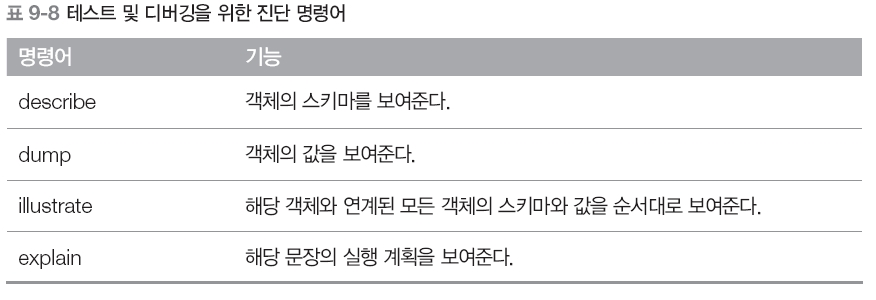 표 9-8 테스트 및 디버깅을 위한 진단 명령어
명령어 기능
describe 객체의 스키마를 보여준다.
dump 객체의 값을 보여준다.
illustrate 해당 객체와 연계된 모든 객체의 스키마와 값을 순서대로 보여준다.
explain 해당 문장의 실행 계획을 보여준다.